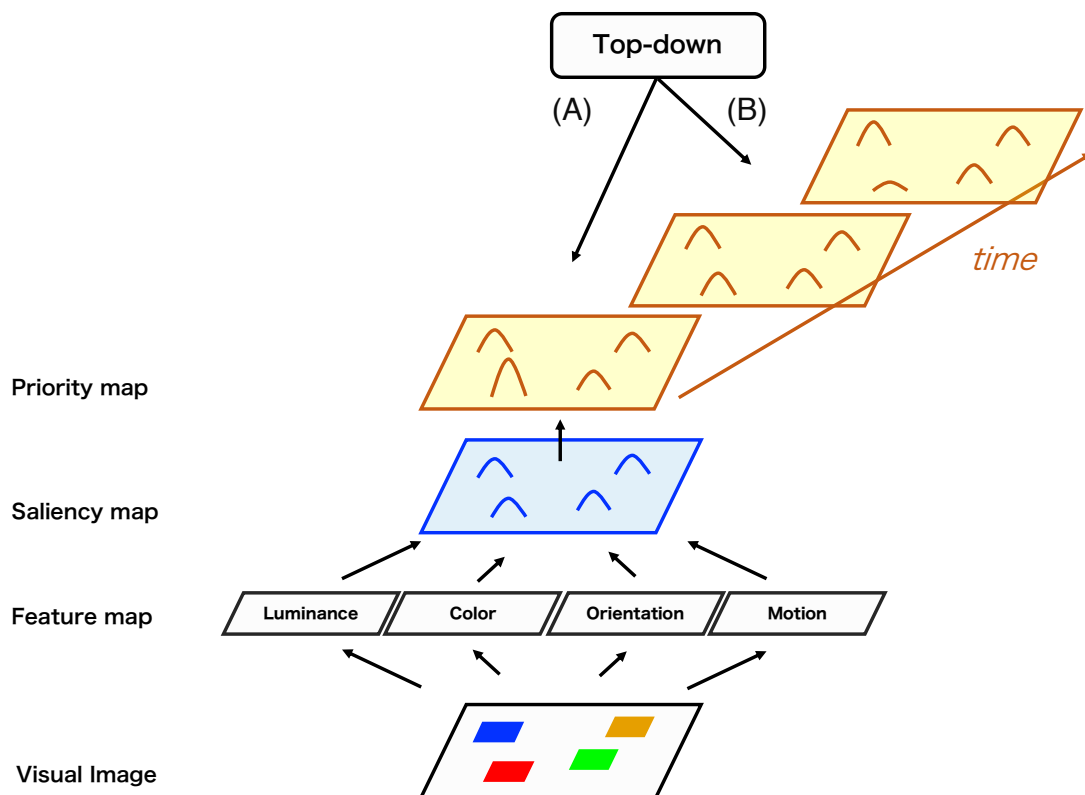 Top-down
(A)
(B)
time
Priority map
Saliency map
Feature map
Luminance
Color
Orientation
Motion
Visual Image